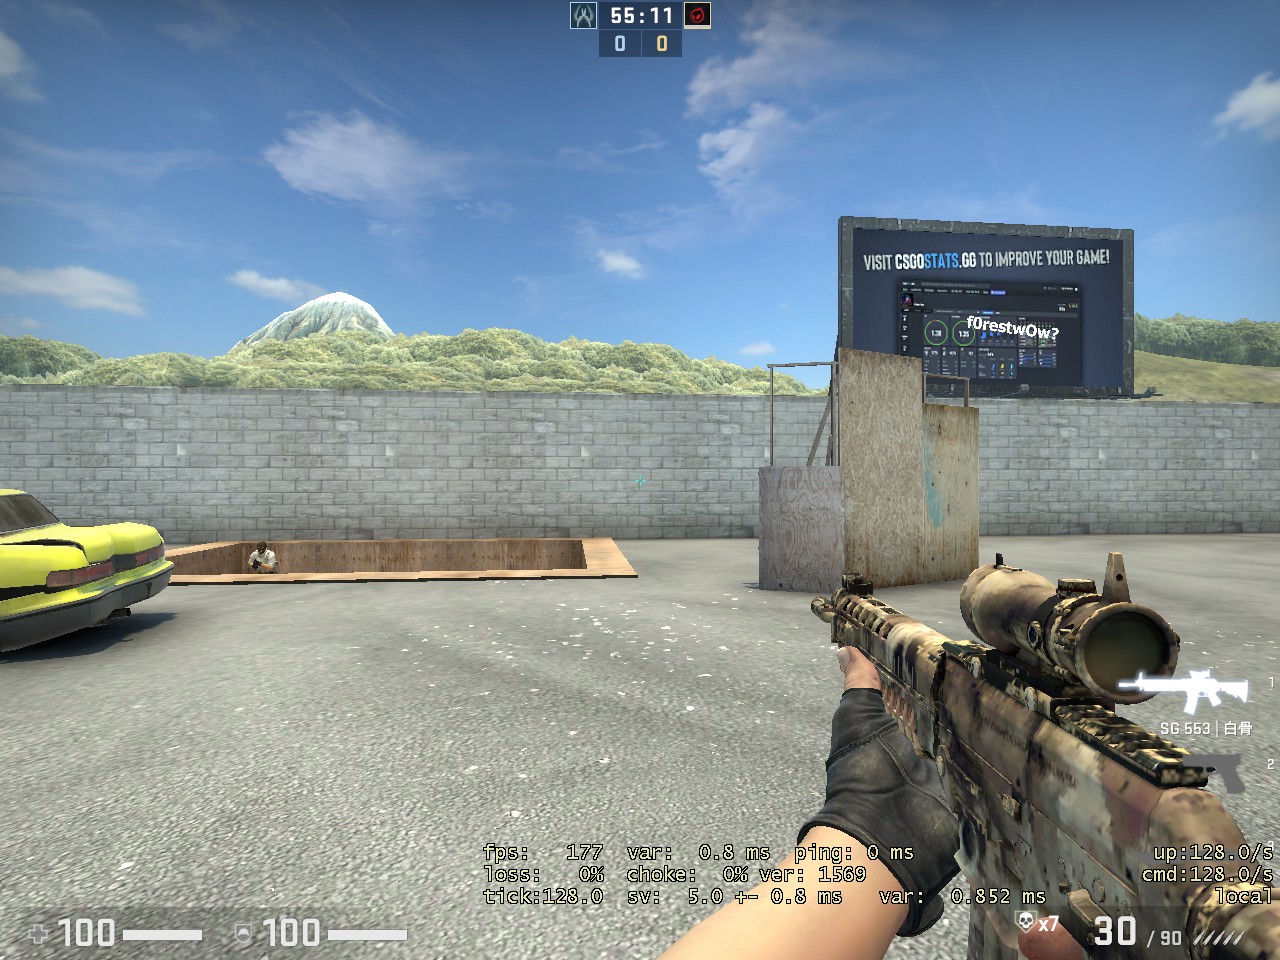 55:11
0 0
VISIT CSGOSTATS.GG TO IMPROVE YOUR GAME!
f0restwOw?
1
SG 553 | 白骨
2
fps: 177 var: 0.8 ms ping: 0 ms
loss: 0% choke: 0% ver: 1569
tick:128.0 sv: 5.0 +- 0.8 ms var: 0.852 ms
up:128.0/s
cmd:128.0/s
local
100 100
x7 30 / 90